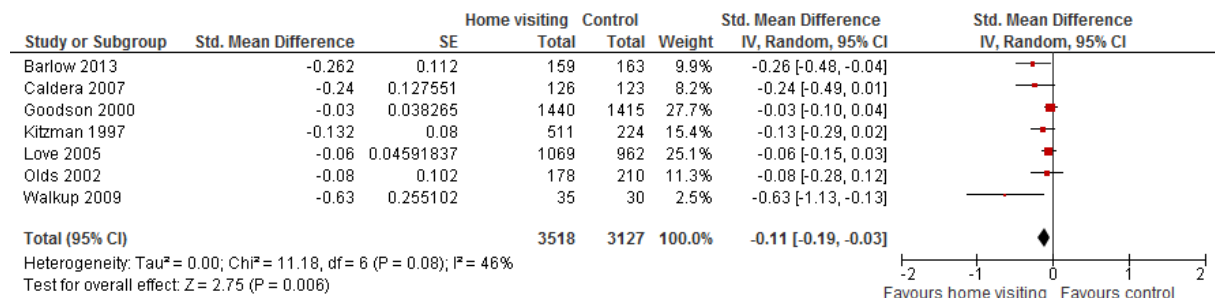 Home visiting Control Std. Mean Difference Std. Mean Difference
Study or Subgroup Std. Mean Difference SE Total Total Weight IV, Random, 95% CI IV, Random, 95% CI
Barlow 2013 -0.262 0.112 159 163 9.9% -0.26 [-0.48, -0.04]
Caldera 2007 -0.24 0.127551 126 123 8.2% -0.24 [-0.49, 0.01]
Goodson 2000 -0.03 0.038265 1440 1415 27.7% -0.03 [-0.10, 0.04]
Kitzman 1997 -0.132 0.08 511 224 15.4% -0.13 [-0.29, 0.02]
Love 2005 -0.06 0.04591837 1069 962 25.1% -0.06 [-0.15, 0.03]
Olds 2002 -0.08 0.102 178 210 11.3% -0.08 [-0.28, 0.12]
Walkup 2009 -0.63 0.255102 35 30 2.5% -0.63 [-1.13, -0.13]
Total (95% CI) 3518 3127 100.0% -0.11 [-0.19, -0.03]
Heterogeneity: Tau² = 0.00; Chi² = 11.18, df = 6 (P = 0.08); I² = 46%
Test for overall effect: Z = 2.75 (P = 0.006)
-2 -1 0 1 2
Favours home visiting Favours control